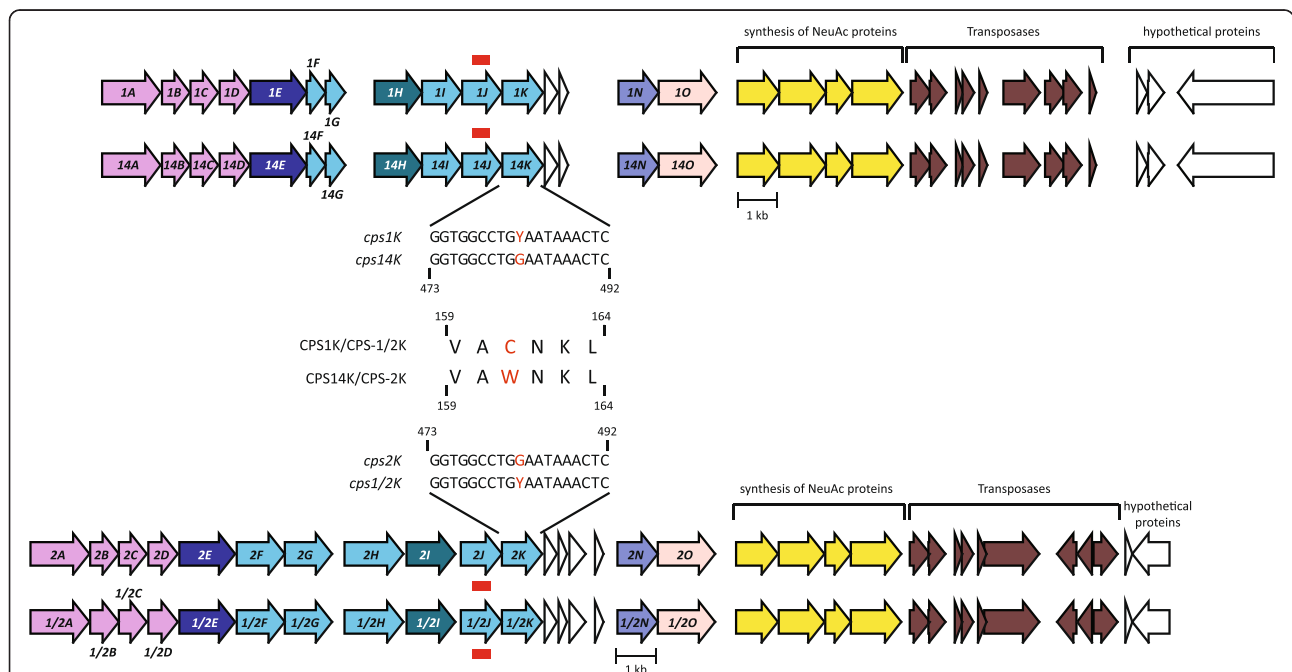 synthesis of NeuAc proteins Transposases hypothetical proteins
1F
1A 1B 1C 1D 1E 1H 1I 1J 1K 1N 1O
1G
14F
14A 14B 14C 14D 14E 14H 14I 14J 14K 14N 14O
14G
1 kb
cps1K GGTGGCCTGYAATAAACTC
cps14K GGTGGCCTGGAATAAACTC
473 492
159 164
CPS1K/CPS-1/2K V A C N K L
CPS14K/CPS-2K V A W N K L
159 164
473 492
cps2K GGTGGCCTGGAATAAACTC
cps1/2K GGTGGCCTGYAATAAACTC
synthesis of NeuAc proteins Transposases hypothetical
proteins
2A 2B 2C 2D 2E 2F 2G 2H 2I 2J 2K 2N 2O
1/2C
1/2A 1/2E 1/2F 1/2G 1/2H 1/2I 1/2J 1/2K 1/2N 1/2O
1/2B 1/2D
1 kb